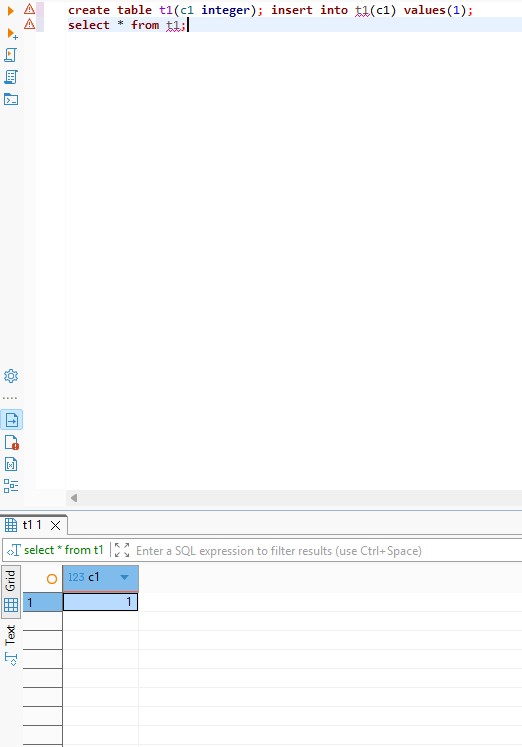 create table t1(c1 integer); insert into t1(c1) values(1);
select * from t1;
t1 1
select * from t1
Enter a SQL expression to filter results (use Ctrl+Space)
Grid
123 c1
1
1
Text